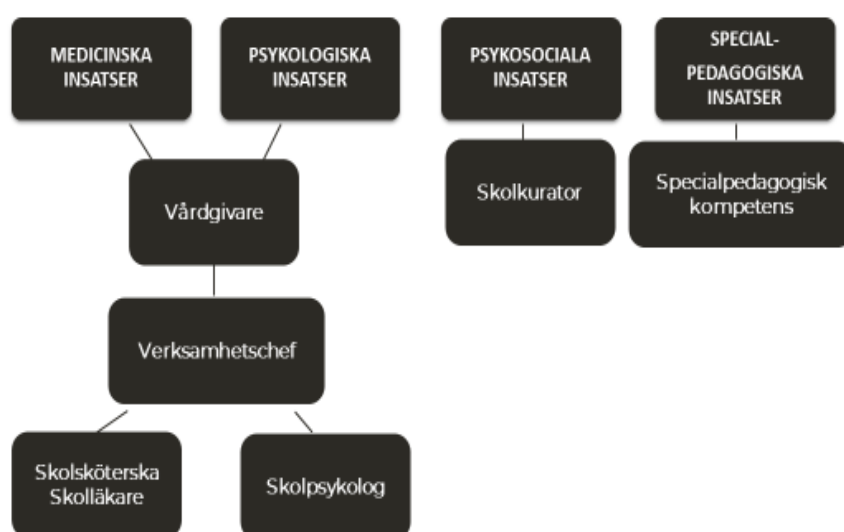 MEDICINSKA
INSATSER
PSYKOLOGISKA
INSATSER
PSYKOSOCIALA
INSATSER
SPECIAL-
PEDAGOGISKA
INSATSER
Vårdgivare
Skolkurator
Specialpedagogisk
kompetens
Verksamhetschef
Skolsköterska
Skolläkare
Skolpsykolog